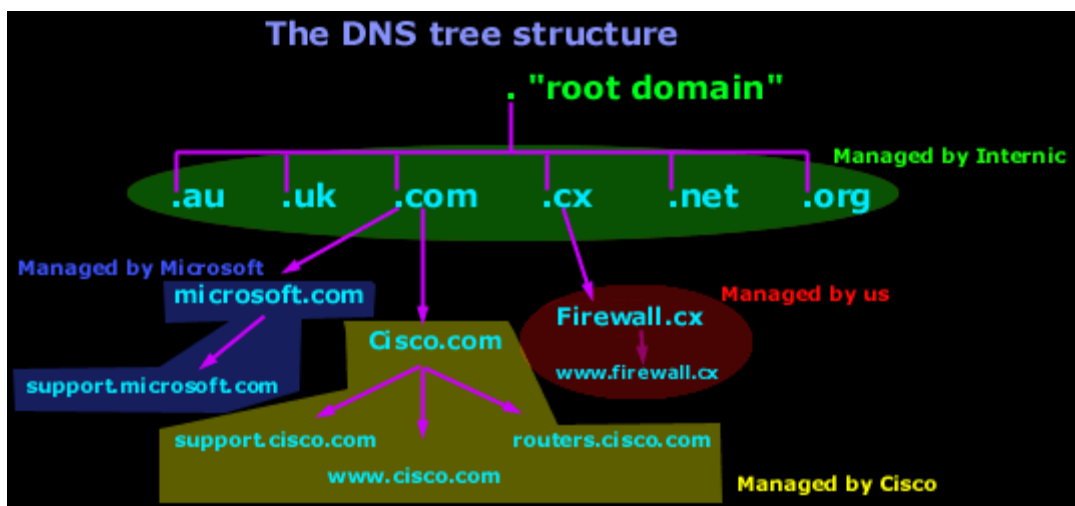 The DNS tree structure
. "root domain"
Managed by Internic
.au .uk .com .cx .net .org
Managed by Microsoft
microsoft.com
Managed by us
Firewall.cx
Cisco.com
www.firewall.cx
support.microsoft.com
support.cisco.com
routers.cisco.com
www.cisco.com
Managed by Cisco